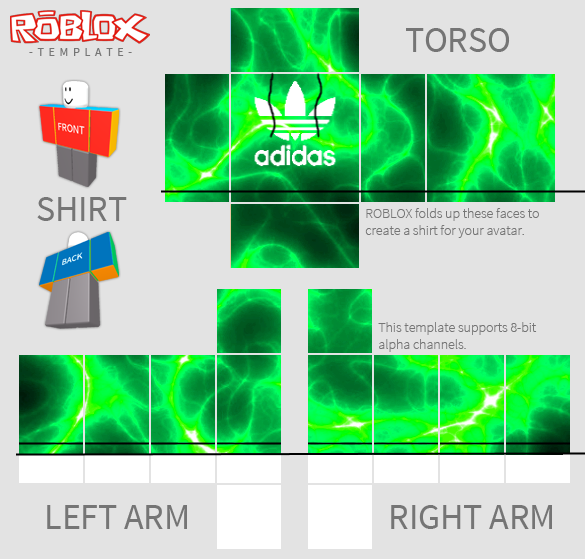 ROBLOX
-TEMPLATE-
TORSO
FRONT
adidas
SHIRT
ROBLOX folds up these faces to
create a shirt for your avatar.
BACK
This template supports 8-bit
alpha channels.
LEFT ARM
RIGHT ARM